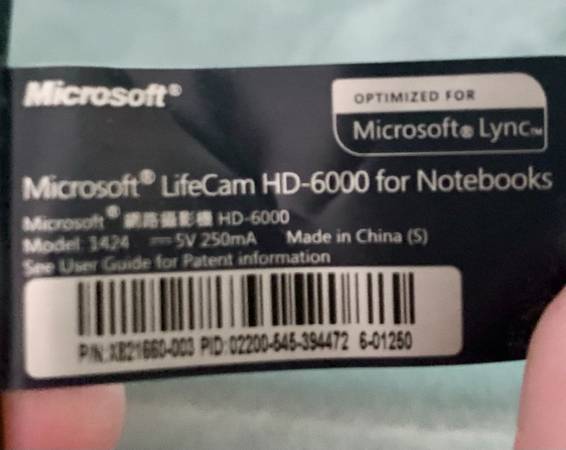 Microsoft®
OPTIMIZED FOR
Microsoft® Lync™
Microsoft® LifeCam HD-6000 for Notebooks
Microsoft® 網路攝影機 HD-6000
Model: 1424 ⎓ 5V 250mA Made in China (S)
See User Guide for Patent information
P/N:X821660-003 PID:02200-545-394472 6-01250